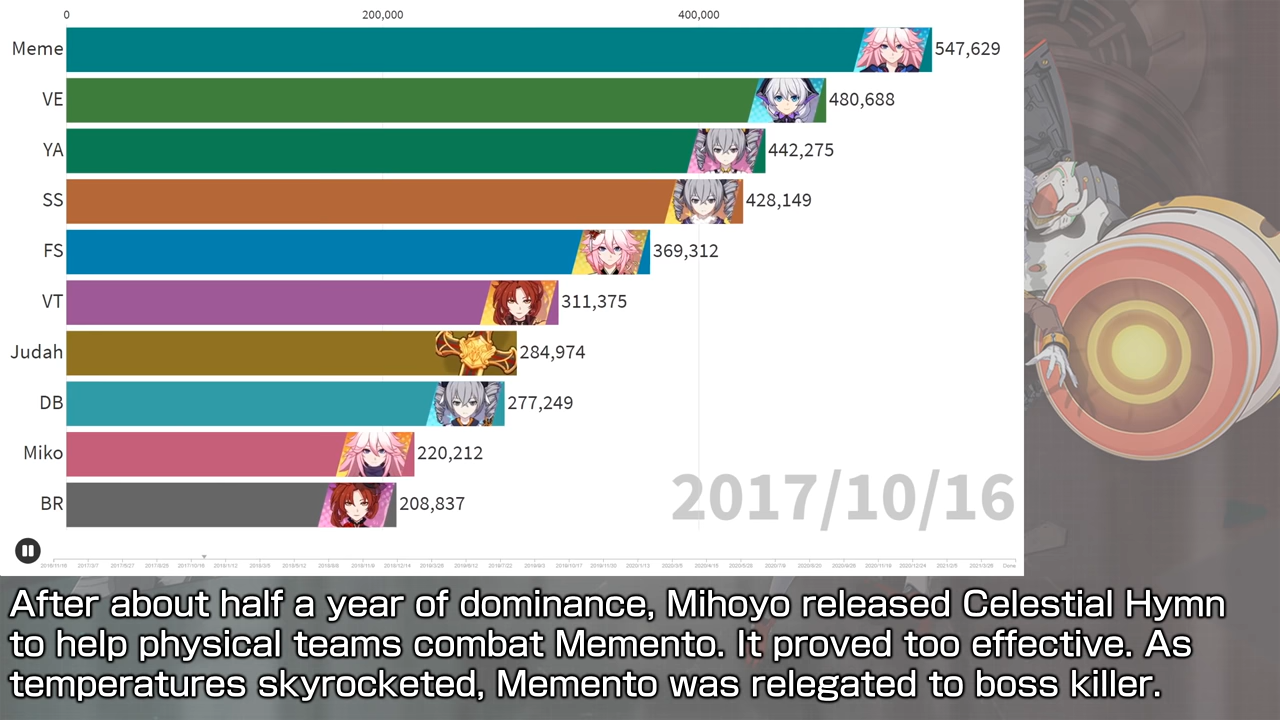 0 200,000 400,000
Meme 547,629
VE 480,688
YA 442,275
SS 428,149
FS 369,312
VT 311,375
Judah 284,974
DB 277,249
Miko 220,212
BR 208,837
2017/10/16
After about half a year of dominance, Mihoyo released Celestial Hymn
to help physical teams combat Memento. It proved too effective. As
temperatures skyrocketed, Memento was relegated to boss killer.